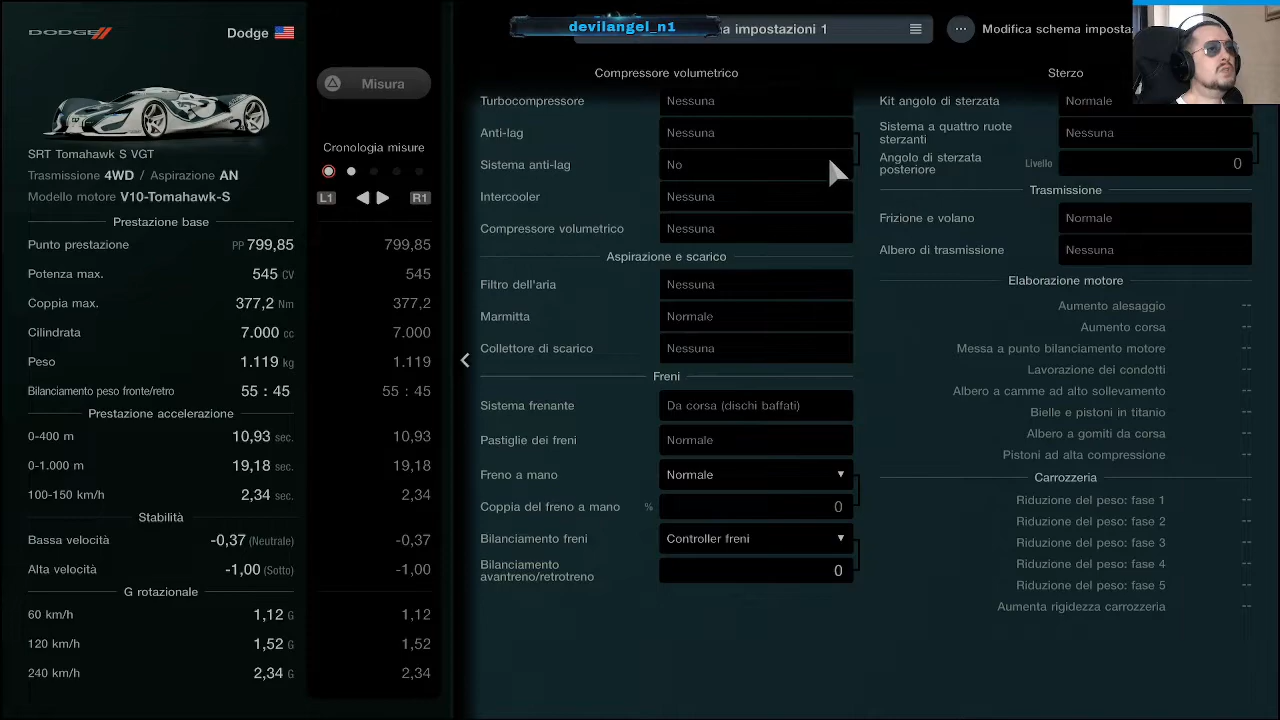 DODGE
Dodge
SRT Tomahawk S VGT
Trasmissione 4WD / Aspirazione AN
Modello motore V10-Tomahawk-S
Prestazione base
Punto prestazione PP 799,85
Potenza max. 545 CV
Coppia max. 377,2 Nm
Cilindrata 7.000 cc
Peso 1.119 kg
Bilanciamento peso fronte/retro 55 : 45
Prestazione accelerazione
0-400 m 10,93 sec.
0-1.000 m 19,18 sec.
100-150 km/h 2,34 sec.
Stabilità
Bassa velocità -0,37 (Neutrale)
Alta velocità -1,00 (Sotto)
G rotazionale
60 km/h 1,12 G
120 km/h 1,52 G
240 km/h 2,34 G
Misura
Cronologia misure
L1 R1
799,85
545
377,2
7.000
1.119
55 : 45
10,93
19,18
2,34
-0,37
-1,00
1,12
1,52
2,34
devilangel_n1
a impostazioni 1
Modifica schema imposta
Compressore volumetrico
Turbocompressore Nessuna
Anti-lag Nessuna
Sistema anti-lag No
Intercooler Nessuna
Compressore volumetrico Nessuna
Aspirazione e scarico
Filtro dell'aria Nessuna
Marmitta Normale
Collettore di scarico Nessuna
Freni
Sistema frenante Da corsa (dischi baffati)
Pastiglie dei freni Normale
Freno a mano Normale
Coppia del freno a mano % 0
Bilanciamento freni Controller freni
Bilanciamento
avantreno/retrotreno 0
Sterzo
Kit angolo di sterzata Normale
Sistema a quattro ruote
sterzanti Nessuna
Angolo di sterzata
posteriore Livello 0
Trasmissione
Frizione e volano Normale
Albero di trasmissione Nessuna
Elaborazione motore
Aumento alesaggio --
Aumento corsa --
Messa a punto bilanciamento motore --
Lavorazione dei condotti --
Albero a camme ad alto sollevamento --
Bielle e pistoni in titanio --
Albero a gomiti da corsa --
Pistoni ad alta compressione --
Carrozzeria
Riduzione del peso: fase 1 --
Riduzione del peso: fase 2 --
Riduzione del peso: fase 3 --
Riduzione del peso: fase 4 --
Riduzione del peso: fase 5 --
Aumenta rigidezza carrozzeria --